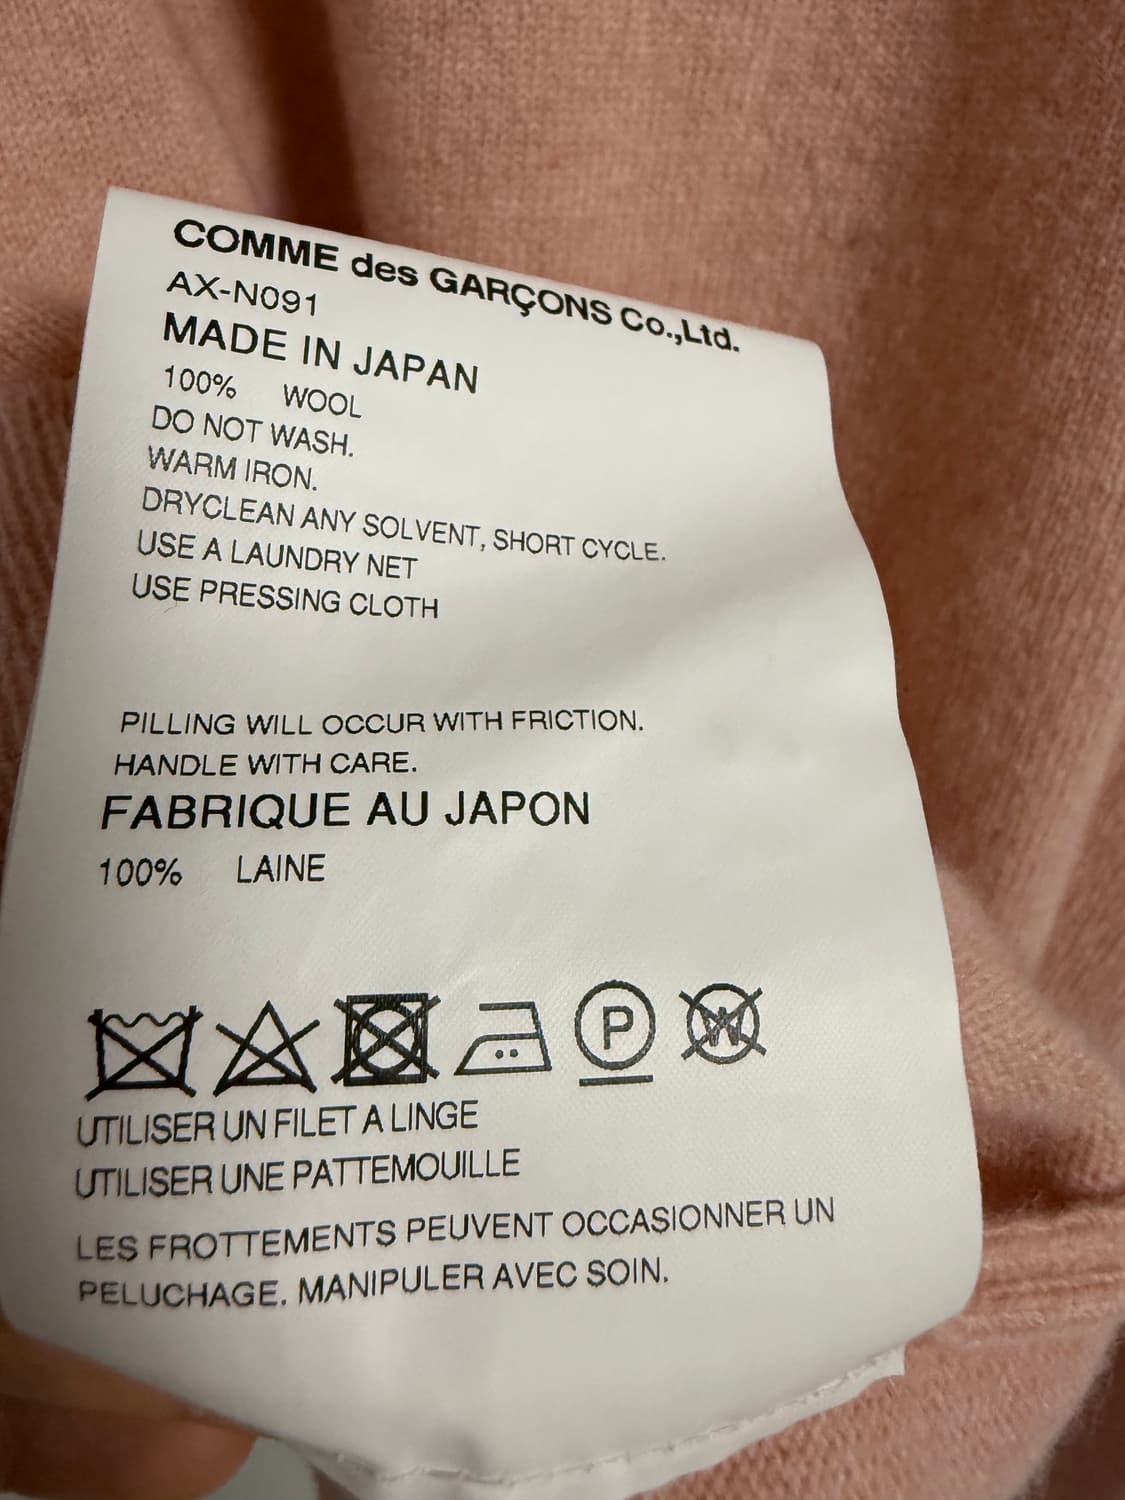 COMME des GARÇONS Co.,Ltd.
AX-N091
MADE IN JAPAN
100% WOOL
DO NOT WASH.
WARM IRON.
DRYCLEAN ANY SOLVENT, SHORT CYCLE.
USE A LAUNDRY NET
USE PRESSING CLOTH
PILLING WILL OCCUR WITH FRICTION.
HANDLE WITH CARE.
FABRIQUE AU JAPON
100% LAINE
P W
UTILISER UN FILET A LINGE
UTILISER UNE PATTEMOUILLE
LES FROTTEMENTS PEUVENT OCCASIONNER UN
PELUCHAGE. MANIPULER AVEC SOIN.